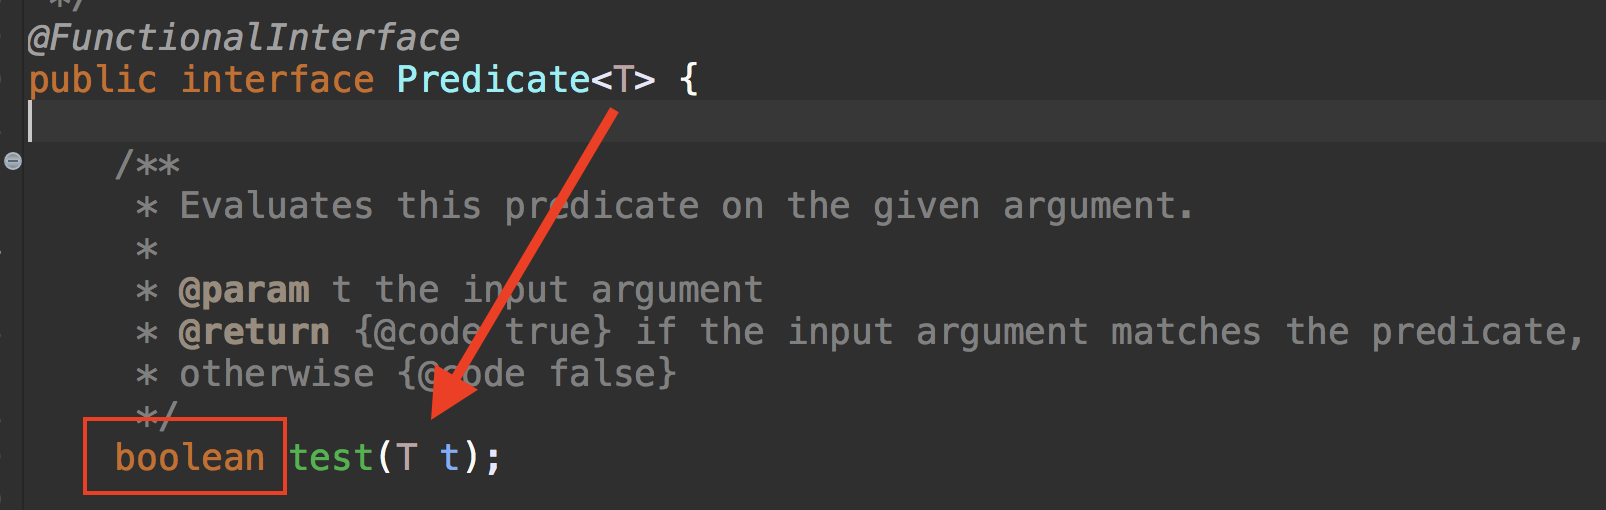 */
@FunctionalInterface
public interface Predicate<T> {
/**
* Evaluates this predicate on the given argument.
*
* @param t the input argument
* @return {@code true} if the input argument matches the predicate,
* otherwise {@code false}
*/
boolean test(T t);